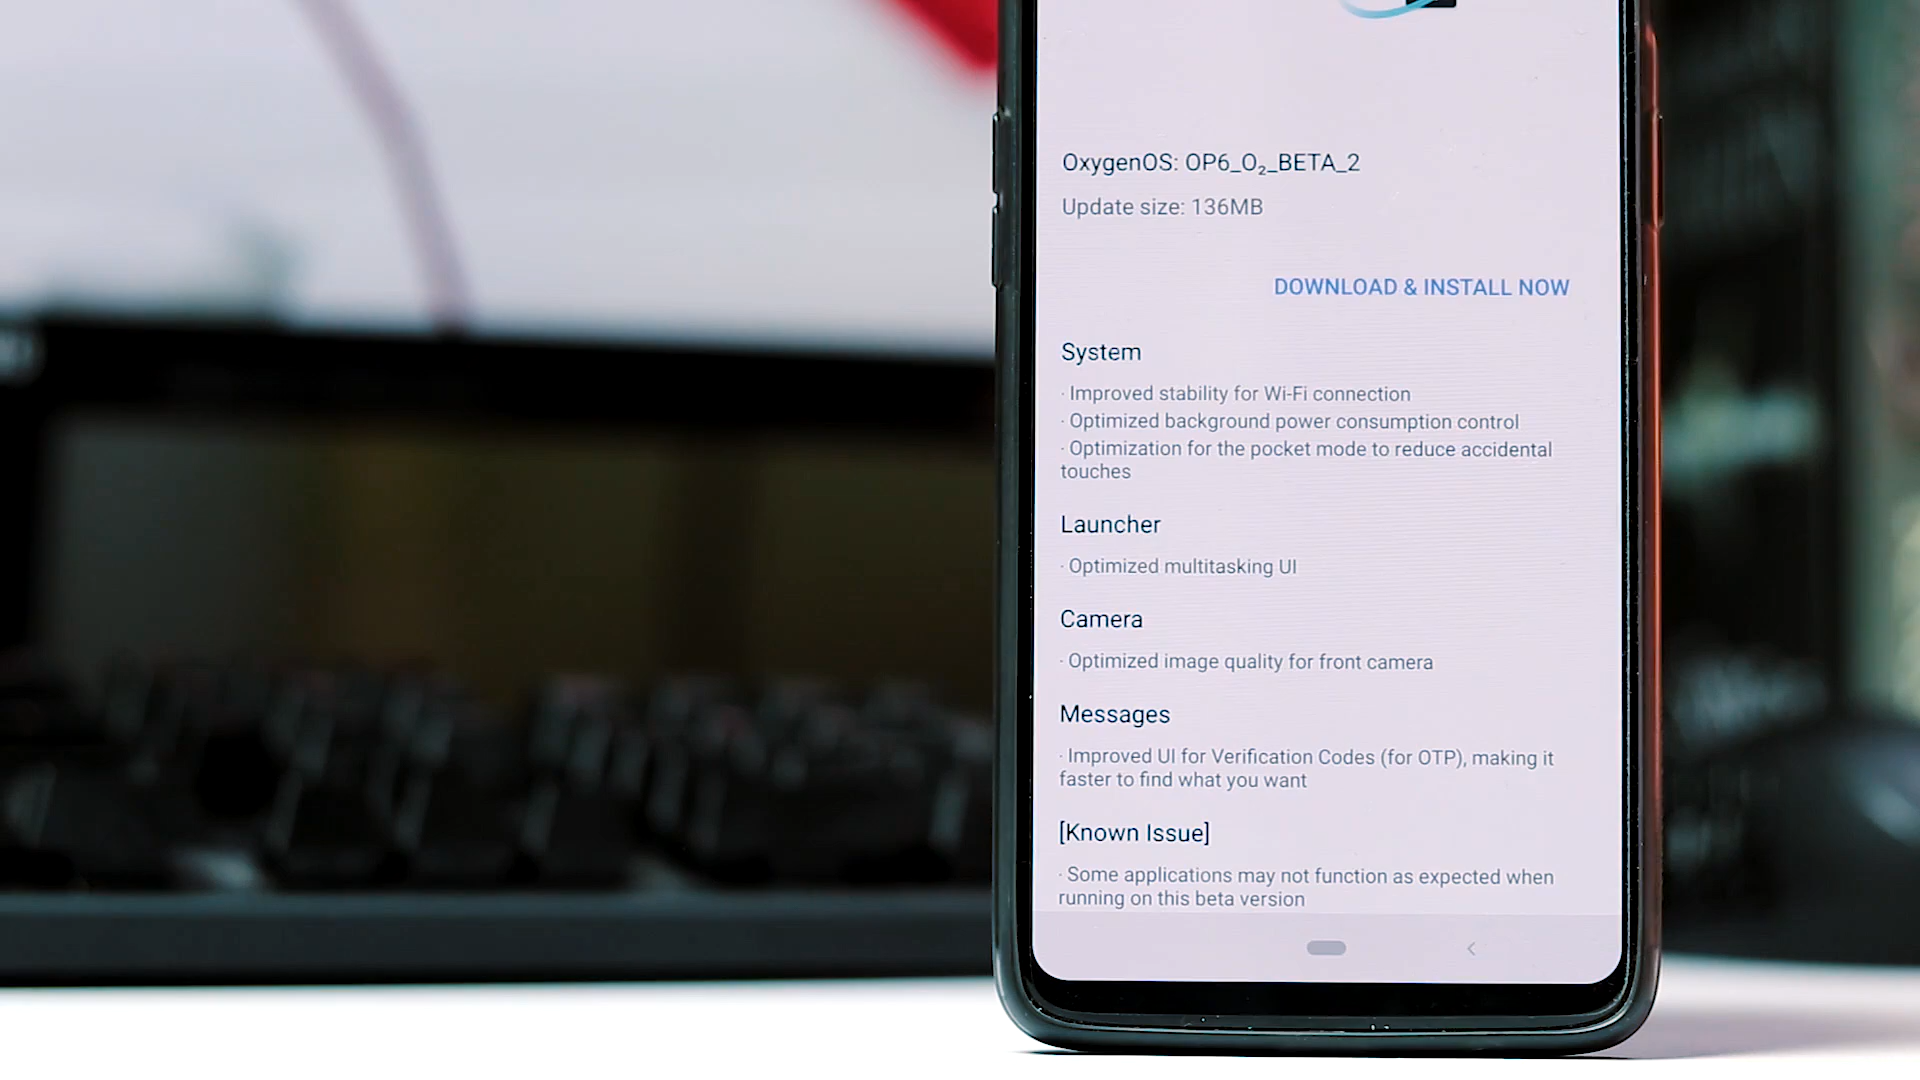 OxygenOS: OP6_O₂_BETA_2
Update size: 136MB
DOWNLOAD & INSTALL NOW
System
· Improved stability for Wi-Fi connection
· Optimized background power consumption control
· Optimization for the pocket mode to reduce accidental
touches
Launcher
· Optimized multitasking UI
Camera
· Optimized image quality for front camera
Messages
· Improved UI for Verification Codes (for OTP), making it
faster to find what you want
[Known Issue]
· Some applications may not function as expected when
running on this beta version